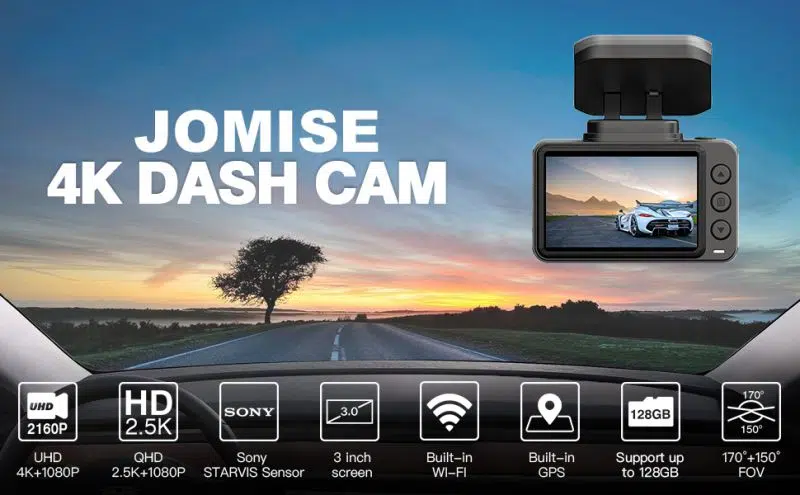 JOMISE
4K DASH CAM
UHD
2160P
UHD
4K+1080P
HD
2.5K
QHD
2.5K+1080P
SONY
Sony
STARVIS Sensor
3.0"
3 inch
screen
Built-in
WI-FI
Built-in
GPS
128GB
Support up
to 128GB
170°
150°
170°+150°
FOV